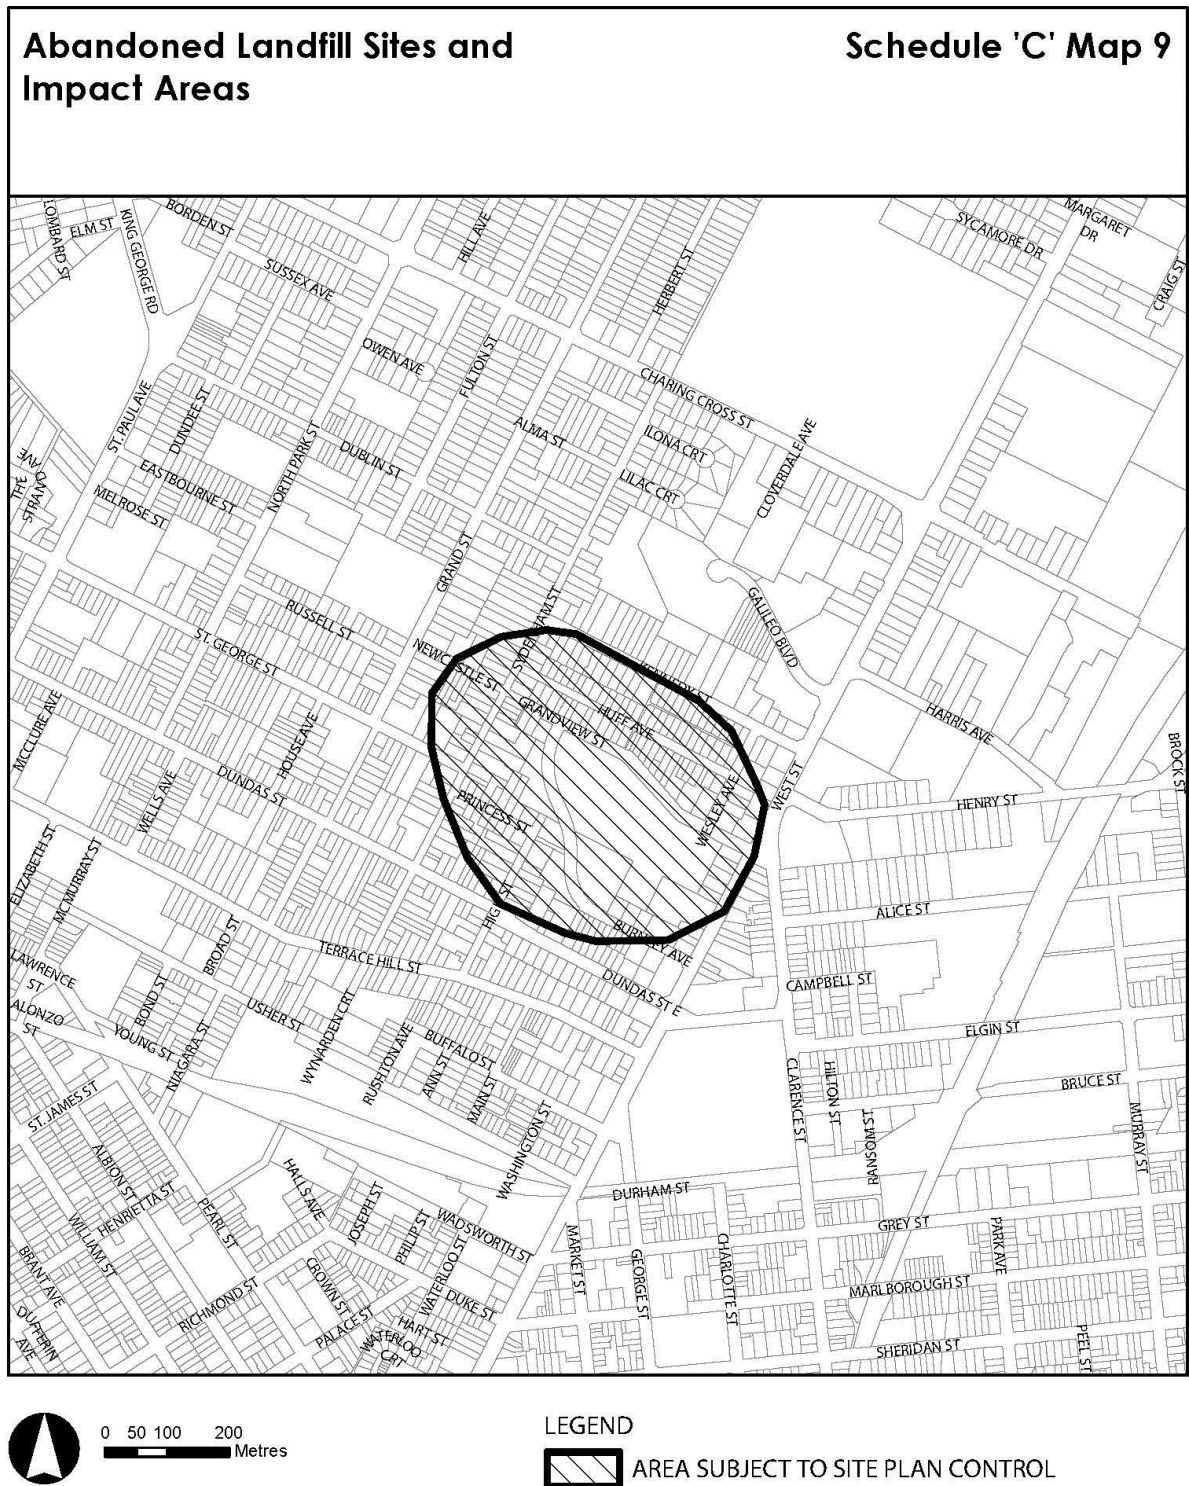 Abandoned Landfill Sites and
Impact Areas
Schedule 'C' Map 9
LOMBARD ST
ELM ST
KING GEORGE RD
BORDEN ST
SUSSEX AVE
HILL AVE
HERBERT ST
SYCAMORE DR
MARGARET
DR
CRAIG ST
OWEN AVE
FULTON ST
CHARING CROSS ST
ST. PAUL AVE
DUNDEE ST
NORTH PARK ST
DUBLIN ST
ALMA ST
ILONA CRT
LILAC CRT
CLOVERDALE AVE
THE
STRAND AVE
EASTBOURNE ST
MELROSE ST
GRAND ST
RUSSELL ST
ST. GEORGE ST
NEWCASTLE ST
SYDENHAM ST
GALILEO BLVD
KENNEDY ST
HARRIS AVE
GRANDVIEW ST
HUFF AVE
MCCLURE AVE
HOUSE AVE
DUNDAS ST
WELLS AVE
PRINCESS ST
WESLEY AVE
WEST ST
HENRY ST
BROCK ST
ELIZABETH ST
MCMURRAY ST
BROAD ST
TERRACE HILL ST
BURNLEY AVE
ALICE ST
LAWRENCE
ST
ALONZO
ST
BOND ST
YOUNG ST
NIAGARA ST
USHER ST
WYNARDEN CRT
RUSHTON AVE
BUFFALO ST
ANN ST
MAIN ST
DUNDAS ST E
CAMPBELL ST
ELGIN ST
CLARENCE ST
HILTON ST
RANSOM ST
BRUCE ST
MURRAY ST
ST. JAMES ST
ALBION ST
HENRIETTA ST
WILLIAM ST
PEARL ST
HALLS AVE
JOSEPH ST
PHILIP ST
WASHINGTON ST
WADSWORTH ST
WATERLOO ST
DURHAM ST
MARKET ST
GEORGE ST
CHARLOTTE ST
GREY ST
PARK AVE
MARLBOROUGH ST
SHERIDAN ST
PEEL ST
BRANT AVE
DUFFERIN
AVE
RICHMOND ST
CROWN ST
PALACE ST
DUKE ST
HART ST
WATERLOO
CRT
0 50 100 200
Metres
LEGEND
AREA SUBJECT TO SITE PLAN CONTROL